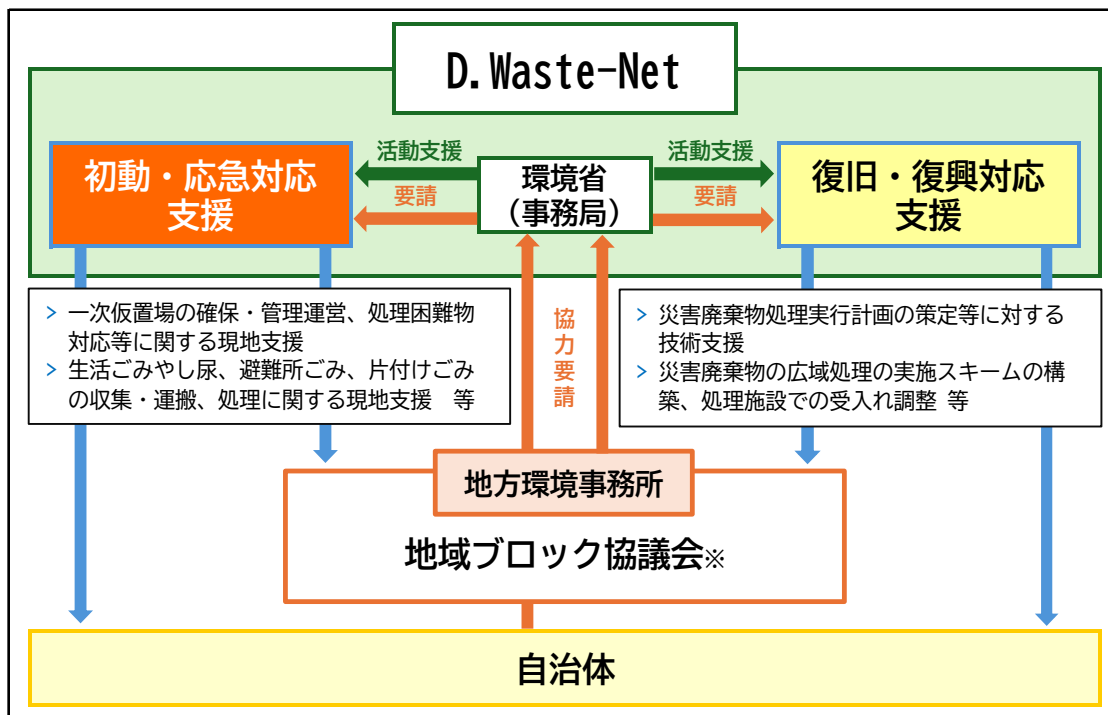 D.Waste-Net
初動・応急対応
支援
活動支援
要請
環境省
（事務局）
活動支援
要請
復旧・復興対応
支援
> 一次仮置場の確保・管理運営、処理困難物
対応等に関する現地支援
> 生活ごみやし尿、避難所ごみ、片付けごみ
の収集・運搬、処理に関する現地支援　等
協力要請
> 災害廃棄物処理実行計画の策定等に対する
技術支援
> 災害廃棄物の広域処理の実施スキームの構
築、処理施設での受入れ調整 等
地方環境事務所
地域ブロック協議会※
自治体